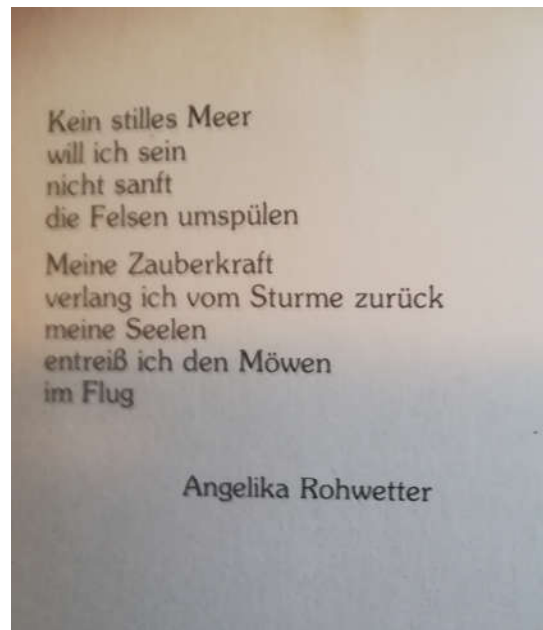 Kein stilles Meer
will ich sein
nicht sanft
die Felsen umspülen
Meine Zauberkraft
verlang ich vom Sturme zurück
meine Seelen
entreiß ich den Möwen
im Flug
Angelika Rohwetter